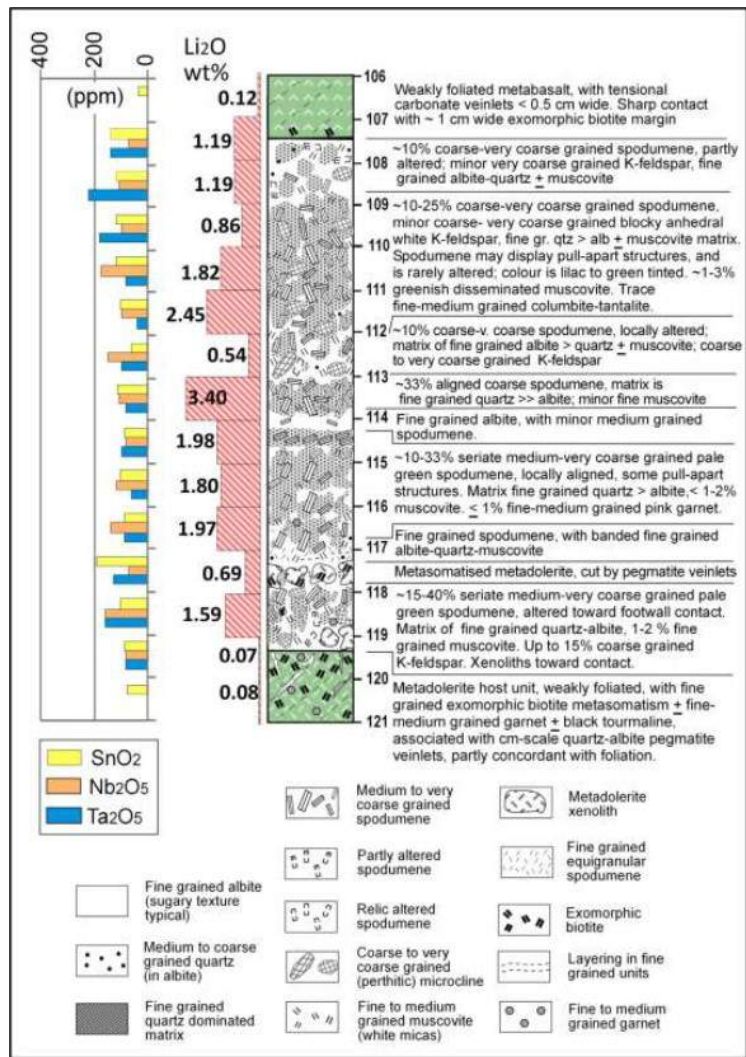 400
200
0
(ppm)
Li2O
wt%
0.12
1.19
1.19
0.86
1.82
2.45
0.54
3.40
1.98
1.80
1.97
0.69
1.59
0.07
0.08
106
107
108
109
110
111
112
113
114
115
116
117
118
119
120
121
Weakly foliated metabasalt, with tensional
carbonate veinlets < 0.5 cm wide. Sharp contact
with ~ 1 cm wide exomorphic biotite margin
~10% coarse-very coarse grained spodumene, partly
altered; minor very coarse grained K-feldspar, fine
grained albite-quartz ± muscovite
~10-25% coarse-very coarse grained spodumene,
minor coarse- very coarse grained blocky anhedral
white K-feldspar, fine gr. qtz > alb ± muscovite matrix.
Spodumene may display pull-apart structures, and
is rarely altered; colour is lilac to green tinted. ~1-3%
greenish disseminated muscovite. Trace
fine-medium grained columbite-tantalite.
~10% coarse-v. coarse spodumene, locally altered;
matrix of fine grained albite > quartz ± muscovite; coarse
to very coarse grained K-feldspar
~33% aligned coarse spodumene, matrix is
fine grained quartz >> albite; minor fine muscovite
Fine grained albite, with minor medium grained
spodumene.
~10-33% seriate medium-very coarse grained pale
green spodumene, locally aligned, some pull-apart
structures. Matrix fine grained quartz > albite,< 1-2%
muscovite. ≤ 1% fine-medium grained pink garnet.
Fine grained spodumene, with banded fine grained
albite-quartz-muscovite
Metasomatised metadolerite, cut by pegmatite veinlets
~15-40% seriate medium-very coarse grained pale
green spodumene, altered toward footwall contact.
Matrix of fine grained quartz-albite, 1-2 % fine
grained muscovite. Up to 15% coarse grained
K-feldspar. Xenoliths toward contact.
Metadolerite host unit, weakly foliated, with fine
grained exomorphic biotite metasomatism ± fine-
medium grained garnet ± black tourmaline,
associated with cm-scale quartz-albite pegmatite
veinlets, partly concordant with foliation.
SnO2
Nb2O5
Ta2O5
Fine grained albite
(sugary texture
typical)
Medium to coarse
grained quartz
(in albite)
Fine grained
quartz dominated
matrix
Medium to very
coarse grained
spodumene
Partly altered
spodumene
Relic altered
spodumene
Coarse to very
coarse grained
(perthitic) microcline
Fine to medium
grained muscovite
(white micas)
Metadolerite
xenolith
Fine grained
equigranular
spodumene
Exomorphic
biotite
Layering in fine
grained units
Fine to medium
grained garnet